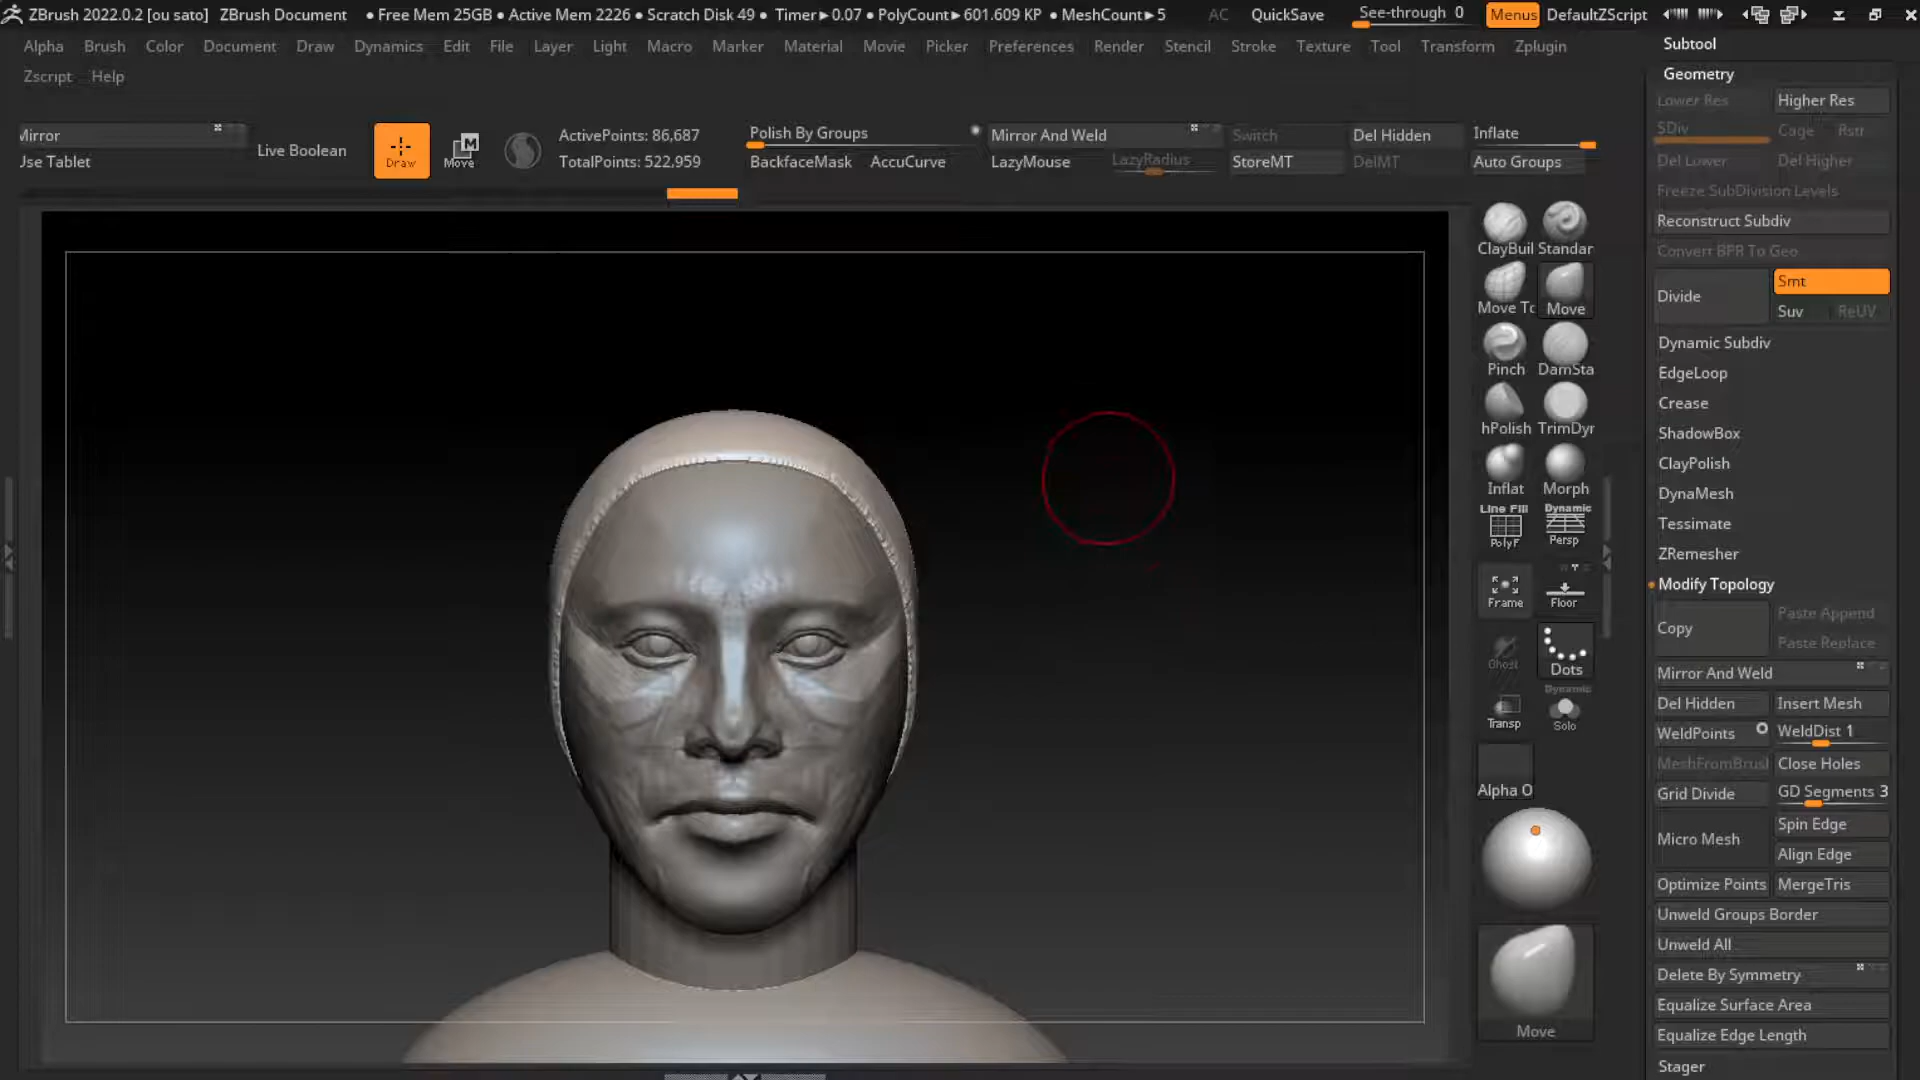 ZBrush 2022.0.2 [ou sato] ZBrush Document • Free Mem 25GB • Active Mem 2226 • Scratch Disk 49 • Timer▶0.07 • PolyCount▶601.609 KP • MeshCount▶5 AC QuickSave See-through 0 Menus DefaultZScript
Alpha Brush Color Document Draw Dynamics Edit File Layer Light Macro Marker Material Movie Picker Preferences Render Stencil Stroke Texture Tool Transform Zplugin
Zscript Help
Mirror
Use Tablet
Live Boolean
Draw
Move
ActivePoints: 86,687
TotalPoints: 522,959
Polish By Groups
BackfaceMask AccuCurve
Mirror And Weld
LazyMouse LazyRadius
Switch
StoreMT
Del Hidden
DelMT
Inflate
Auto Groups
ClayBuil Standar
Move To Move
Pinch DamSta
hPolish TrimDyr
Inflat Morph
Line Fill Dynamic
PolyF Persp
Frame Floor
Ghost Dots
Dynamic
Transp Solo
Alpha O
Move
Subtool
Geometry
Lower Res Higher Res
SDiv Cage Rstr
Del Lower Del Higher
Freeze SubDivision Levels
Reconstruct Subdiv
Convert BPR To Geo
Divide Smt
Suv ReUV
Dynamic Subdiv
EdgeLoop
Crease
ShadowBox
ClayPolish
DynaMesh
Tessimate
ZRemesher
Modify Topology
Copy Paste Append
Paste Replace
Mirror And Weld
Del Hidden Insert Mesh
WeldPoints WeldDist 1
MeshFromBrush Close Holes
Grid Divide GD Segments 3
Micro Mesh Spin Edge
Align Edge
Optimize Points MergeTris
Unweld Groups Border
Unweld All
Delete By Symmetry
Equalize Surface Area
Equalize Edge Length
Stager